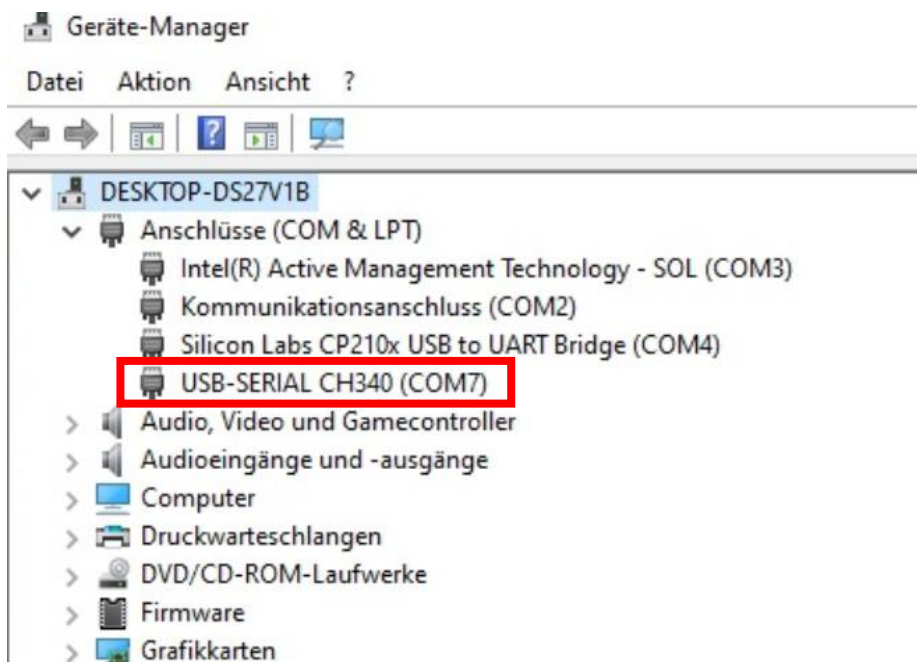 Geräte-Manager
Datei Aktion Ansicht ?
DESKTOP-DS27V1B
Anschlüsse (COM & LPT)
Intel(R) Active Management Technology - SOL (COM3)
Kommunikationsanschluss (COM2)
Silicon Labs CP210x USB to UART Bridge (COM4)
USB-SERIAL CH340 (COM7)
Audio, Video und Gamecontroller
Audioeingänge und -ausgänge
Computer
Druckwarteschlangen
DVD/CD-ROM-Laufwerke
Firmware
Grafikkarten